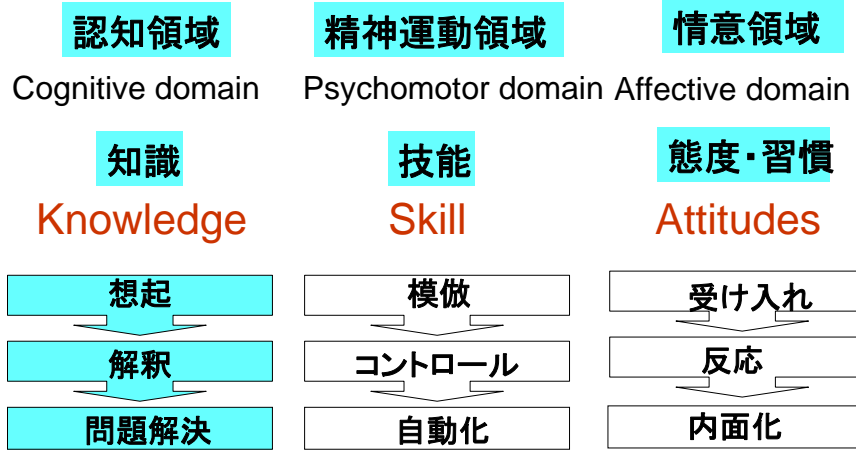 認知領域
精神運動領域
情意領域
Cognitive domain
Psychomotor domain
Affective domain
知識
技能
態度・習慣
Knowledge
Skill
Attitudes
想起
模倣
受け入れ
解釈
コントロール
反応
問題解決
自動化
内面化